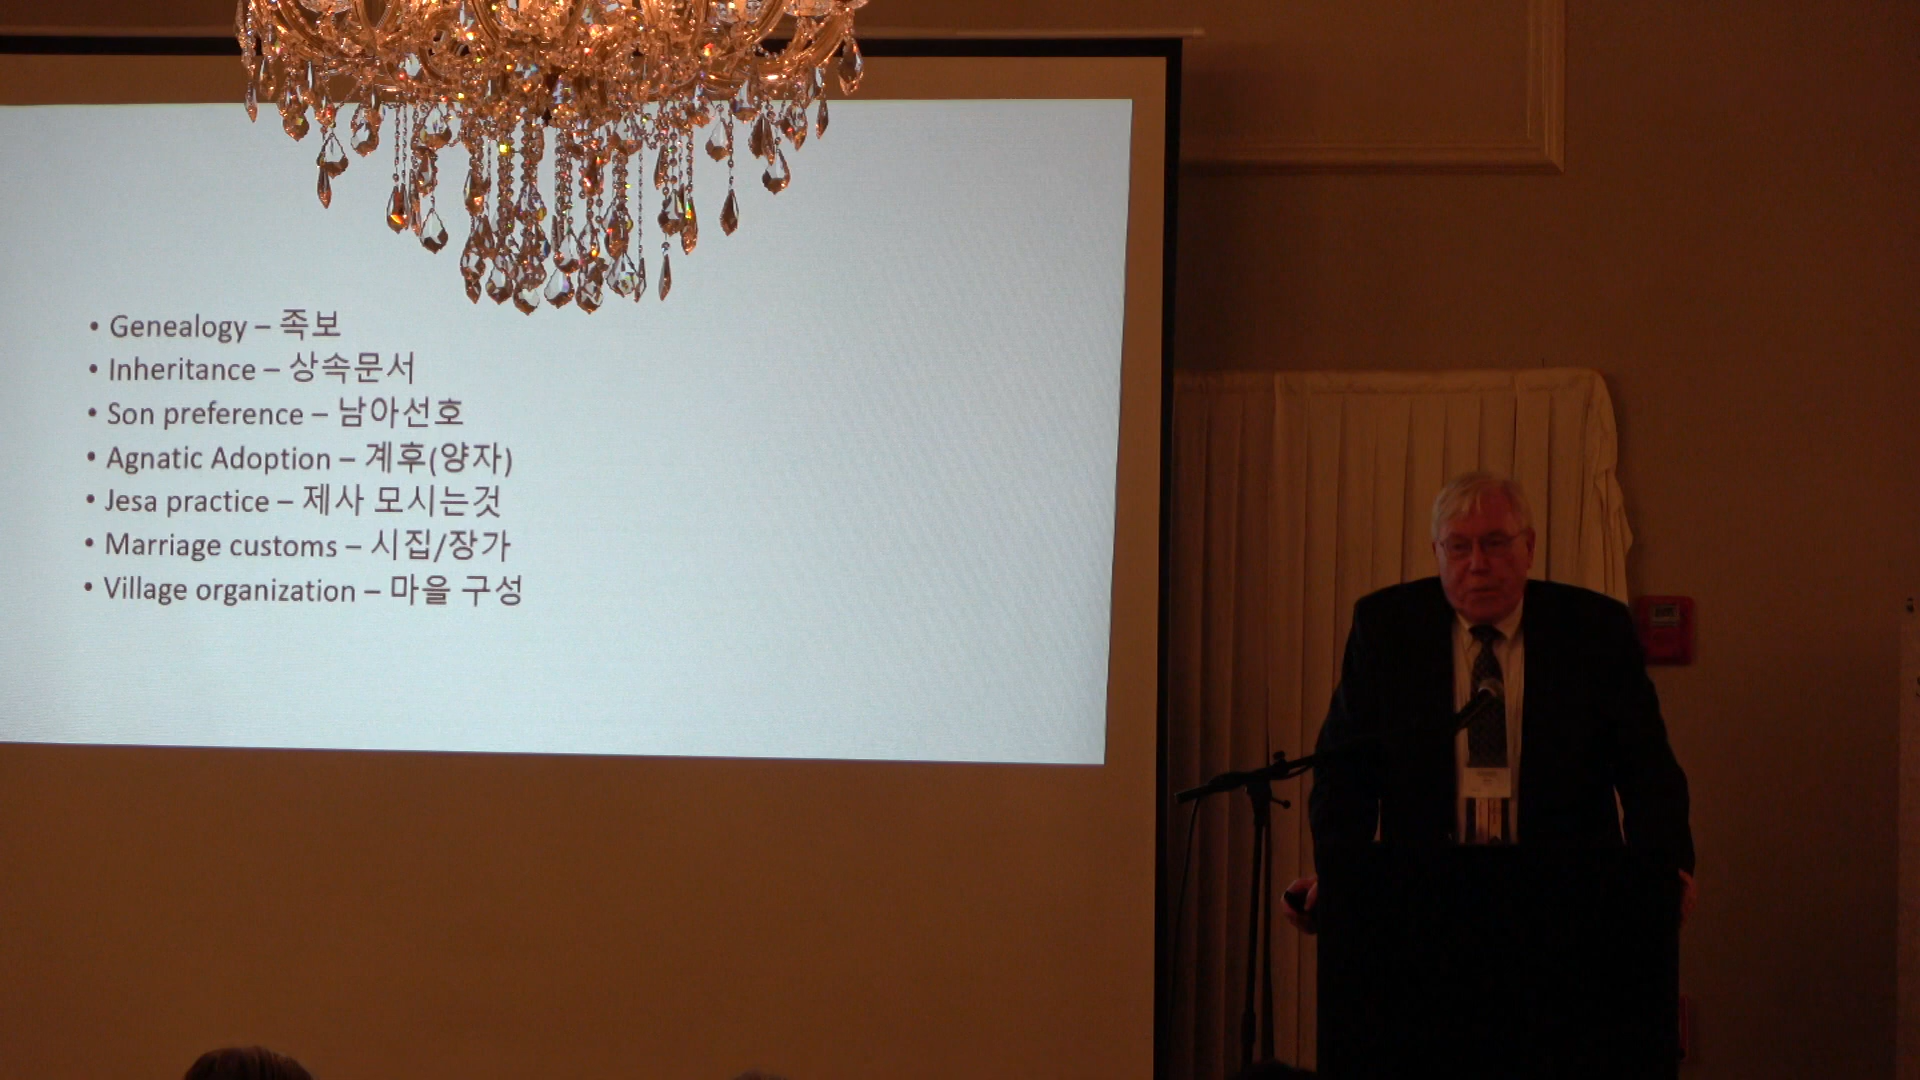 • Genealogy – 족보
• Inheritance – 상속문서
• Son preference – 남아선호
• Agnatic Adoption – 계후(양자)
• Jesa practice – 제사 모시는것
• Marriage customs – 시집/장가
• Village organization – 마을 구성